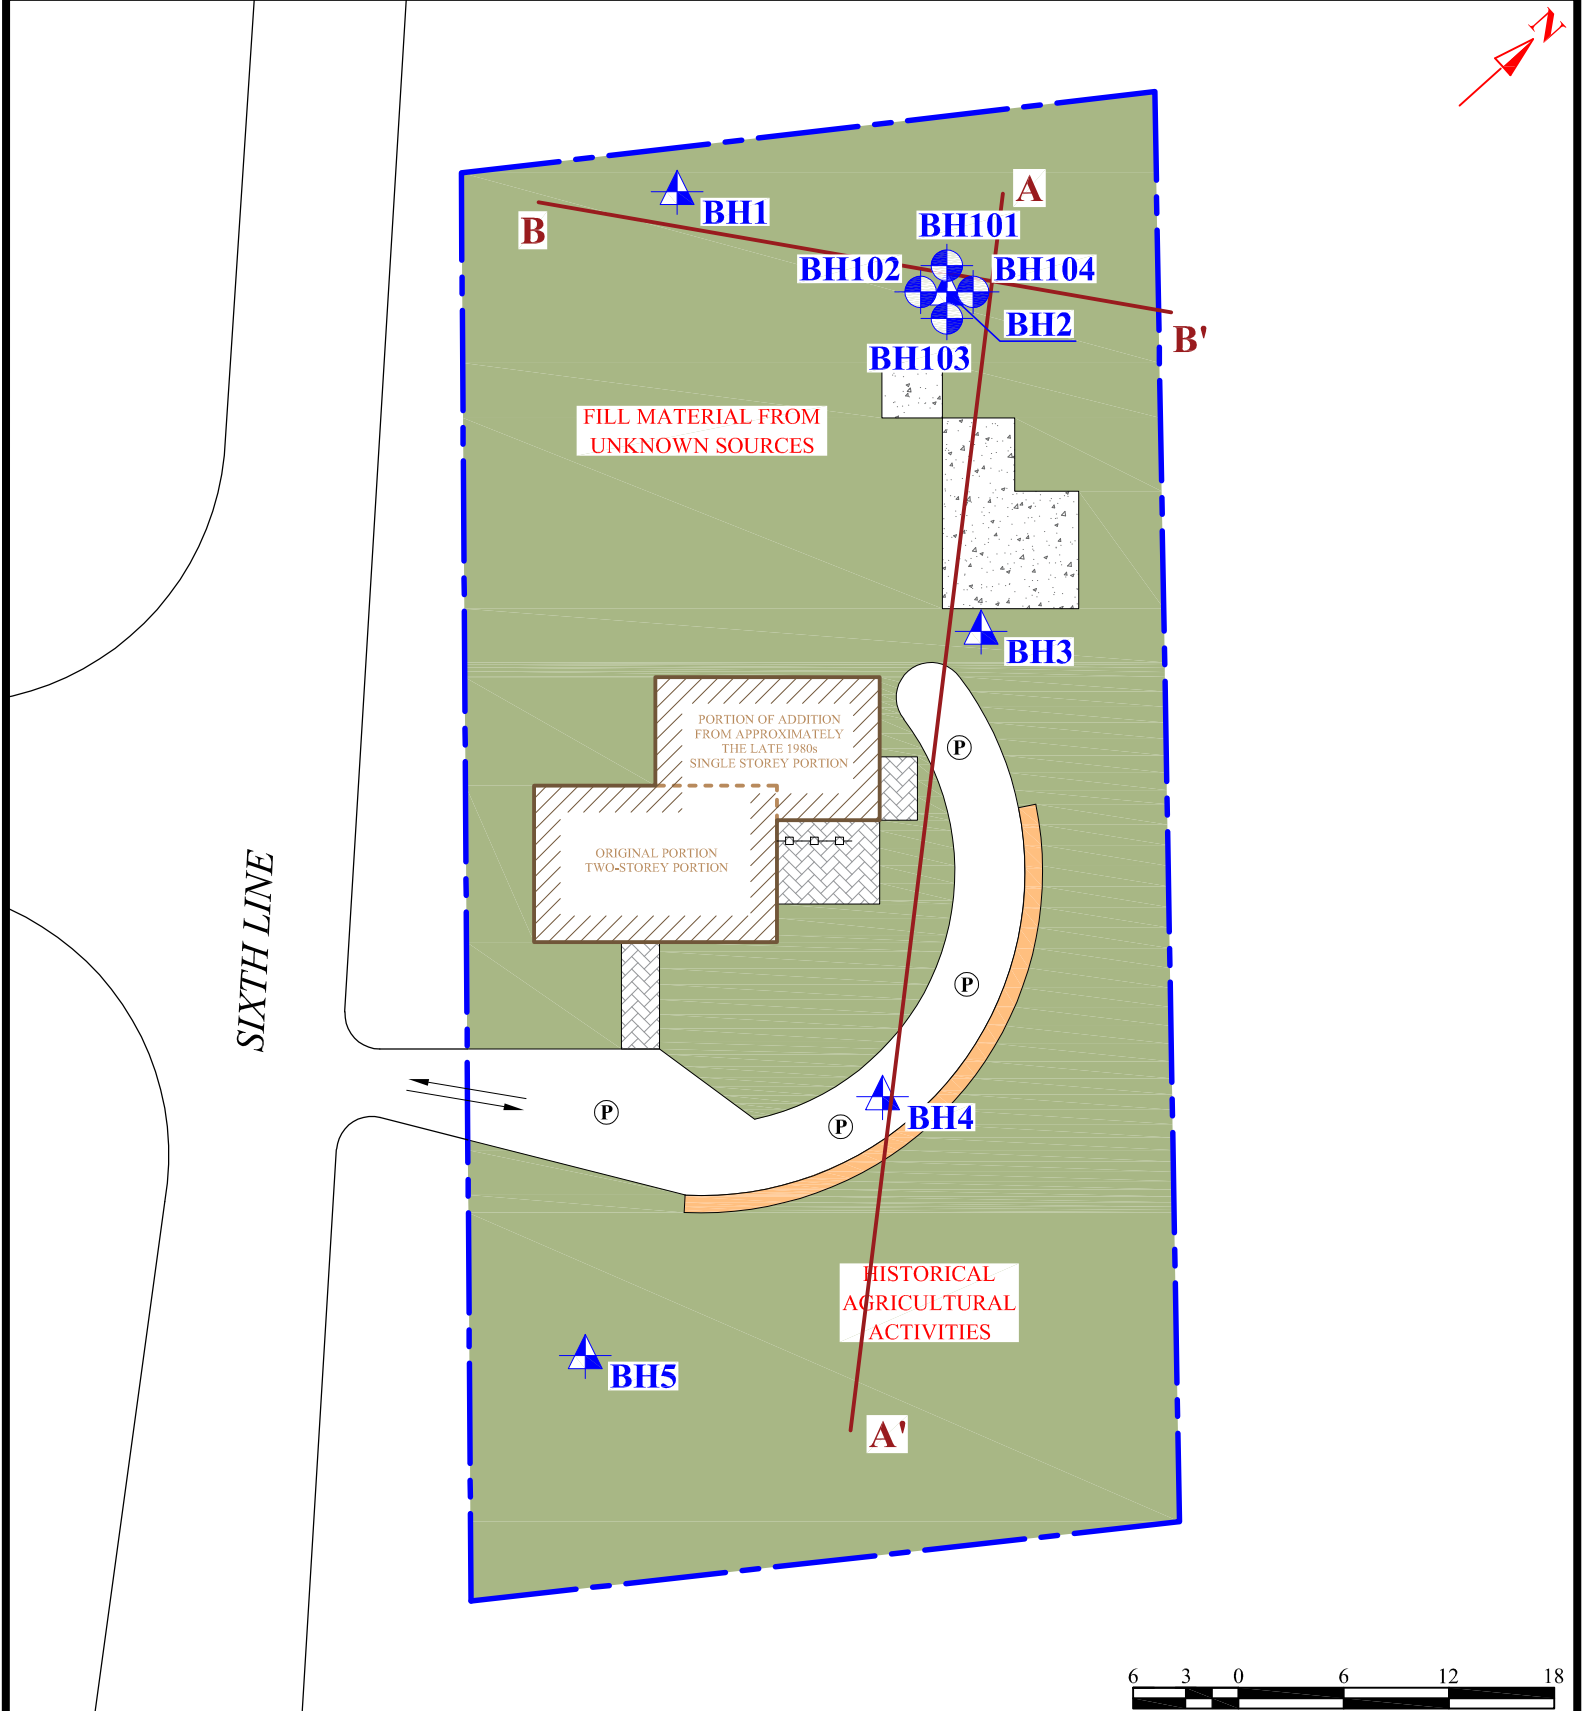 N
A
BH1
B
BH101
BH102
BH104
BH2
B'
BH103
FILL MATERIAL FROM
UNKNOWN SOURCES
BH3
PORTION OF ADDITION
FROM APPROXIMATELY
THE LATE 1980s
SINGLE STOREY PORTION
P
ORIGINAL PORTION
TWO-STOREY PORTION
SIXTH LINE
P
P
P
BH4
HISTORICAL
AGRICULTURAL
ACTIVITIES
BH5
A'
6 3 0 6 12 18